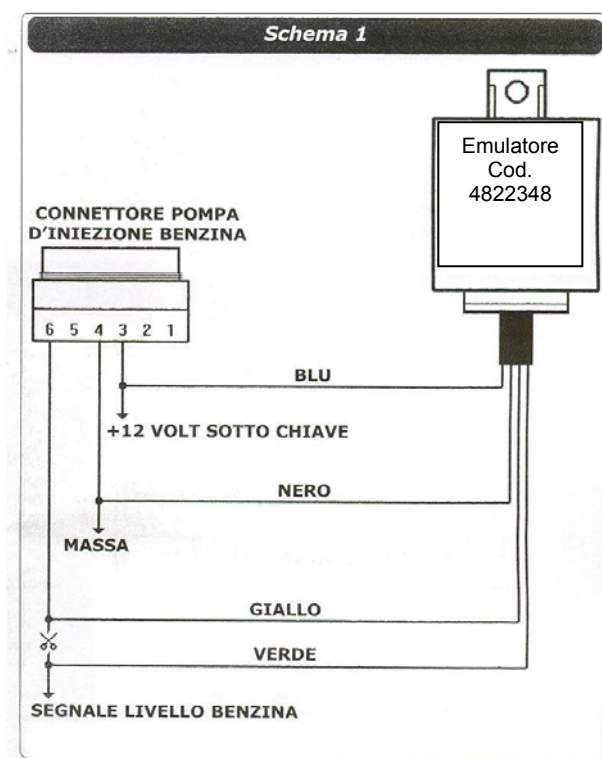 Schema 1
Emulatore
Cod.
4822348
CONNETTORE POMPA
D'INIEZIONE BENZINA
6 5 4 3 2 1
BLU
+12 VOLT SOTTO CHIAVE
NERO
MASSA
GIALLO
VERDE
SEGNALE LIVELLO BENZINA